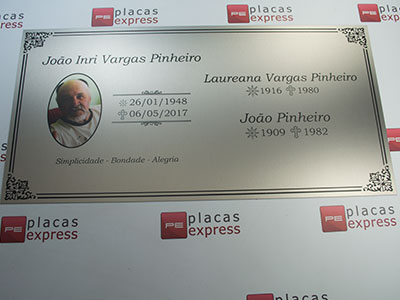 PE placas express
PE placas express
PE placas express
João Inri Vargas Pinheiro
26/01/1948
06/05/2017
Simplicidade - Bondade - Alegria
Laureana Vargas Pinheiro
1916 1980
João Pinheiro
1909 1982
PE placas express
PE placas express
PE placas